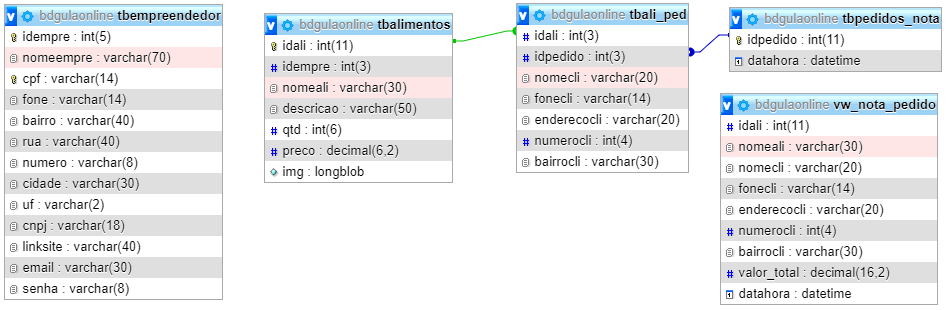 bdgulaonline tbempreendedor
idempre : int(5)
nomeempre : varchar(70)
cpf : varchar(14)
fone : varchar(14)
bairro : varchar(40)
rua : varchar(40)
numero : varchar(8)
cidade : varchar(30)
uf : varchar(2)
cnpj : varchar(18)
linksite : varchar(40)
email : varchar(30)
senha : varchar(8)
bdgulaonline tbalimentos
idali : int(11)
idempre : int(3)
nomeali : varchar(30)
descricao : varchar(50)
qtd : int(6)
preco : decimal(6,2)
img : longblob
bdgulaonline tbali_ped
idali : int(3)
idpedido : int(3)
nomecli : varchar(20)
fonecli : varchar(14)
enderecocli : varchar(20)
numerocli : int(4)
bairrocli : varchar(30)
bdgulaonline tbpedidos_nota
idpedido : int(11)
datahora : datetime
bdgulaonline vw_nota_pedido
idali : int(11)
nomeali : varchar(30)
nomecli : varchar(20)
fonecli : varchar(14)
enderecocli : varchar(20)
numerocli : int(4)
bairrocli : varchar(30)
valor_total : decimal(16,2)
datahora : datetime